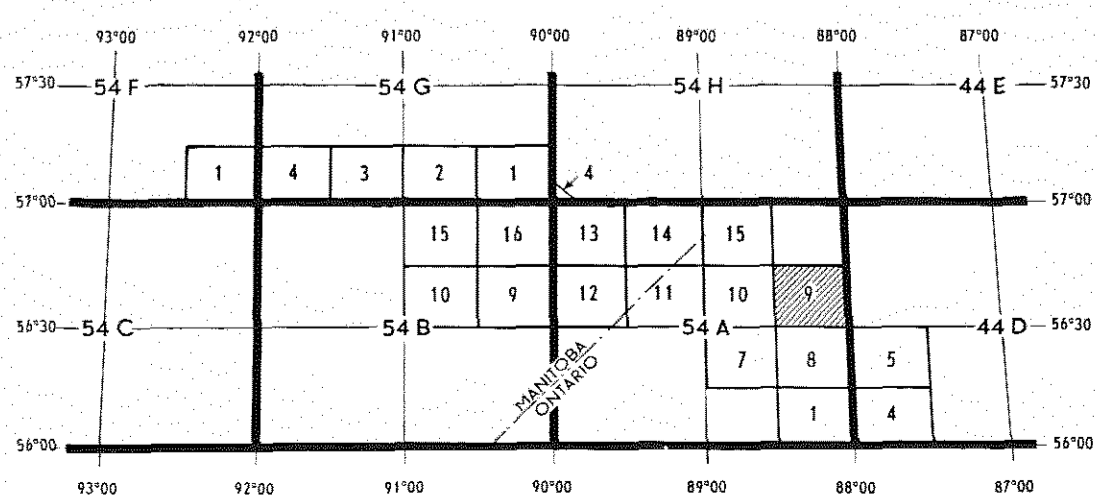 93°00 92°00 91°00 90°00 89°00 88°00 87°00
57°30 54 F 54 G 54 H 44 E 57°30
1 4 3 2 1 4
57°00 57°00
15 16 13 14 15
10 9 12 11 10 9
56°30 54 C 54 B 54 A 44 D 56°30
7 8 5
MANITOBA
ONTARIO
1 4
56°00 56°00
93°00 92°00 91°00 90°00 89°00 88°00 87°00